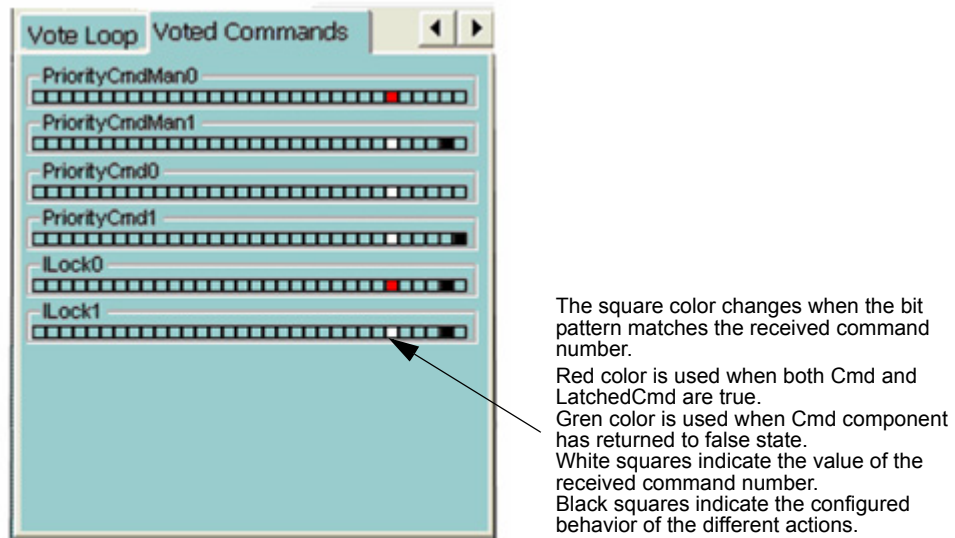 Vote Loop Voted Commands
PriorityCmdMan0
PriorityCmdMan1
PriorityCmd0
PriorityCmd1
ILock0
ILock1
The square color changes when the bit
pattern matches the received command
number.
Red color is used when both Cmd and
LatchedCmd are true.
Gren color is used when Cmd component
has returned to false state.
White squares indicate the value of the
received command number.
Black squares indicate the configured
behavior of the different actions.